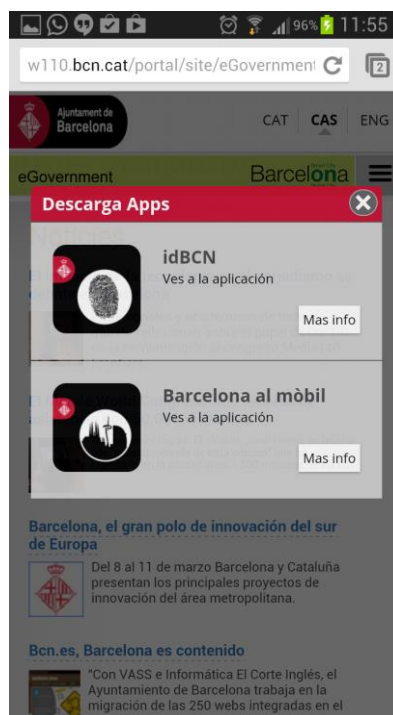 96% 11:55
w110.bcn.cat/portal/site/eGovernment
2
Ajuntament de
Barcelona
CAT CAS ENG
eGovernment
Barcelona
Descarga Apps
idBCN
Ves a la aplicación
Mas info
Barcelona al mòbil
Ves a la aplicación
Mas info
Barcelona, el gran polo de innovación del sur
de Europa
Del 8 al 11 de marzo Barcelona y Cataluña
presentan los principales proyectos de
innovación del área metropolitana.
Bcn.es, Barcelona es contenido
"Con VASS e Informática El Corte Inglés, el
Ayuntamiento de Barcelona trabaja en la
migración de las 250 webs integradas en el